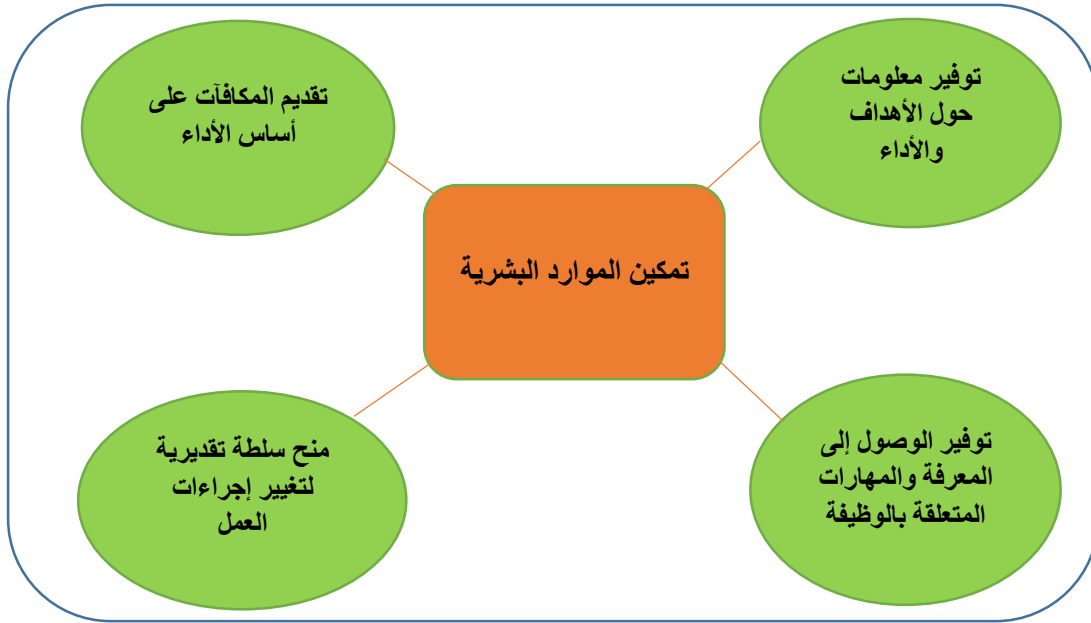 توفير معلومات
حول الأهداف
والأداء
تقديم المكافآت على
أساس الأداء
تمكين الموارد البشرية
توفير الوصول إلى
المعرفة والمهارات
المتعلقة بالوظيفة
منح سلطة تقديرية
لتغيير إجراءات
العمل